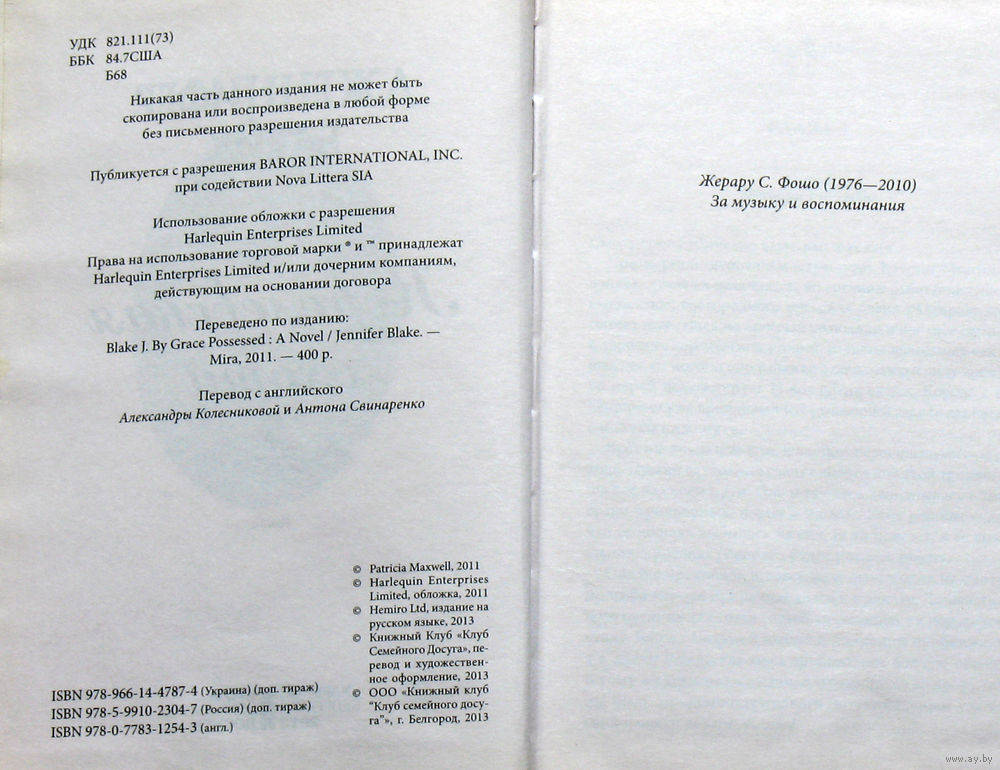 УДК 821.111(73)
ББК 84.7США
Б68
Никакая часть данного издания не может быть
скопирована или воспроизведена в любой форме
без письменного разрешения издательства
Публикуется с разрешения BAROR INTERNATIONAL, INC.
при содействии Nova Littera SIA
Использование обложки с разрешения
Harlequin Enterprises Limited
Права на использование торговой марки ® и ™ принадлежат
Harlequin Enterprises Limited и/или дочерним компаниям,
действующим на основании договора
Переведено по изданию:
Blake J. By Grace Possessed : A Novel / Jennifer Blake. —
Mira, 2011. — 400 p.
Перевод с английского
Александры Колесниковой и Антона Свинаренко
© Patricia Maxwell, 2011
© Harlequin Enterprises
Limited, обложка, 2011
© Hemiro Ltd, издание на
русском языке, 2013
© Книжный Клуб «Клуб
Семейного Досуга», пе-
ревод и художествен-
ное оформление, 2013
© ООО «Книжный клуб
“Клуб семейного досу-
га”», г. Белгород, 2013
ISBN 978-966-14-4787-4 (Украина) (доп. тираж)
ISBN 978-5-9910-2304-7 (Россия) (доп. тираж)
ISBN 978-0-7783-1254-3 (англ.)
Жерару С. Фошо (1976—2010)
За музыку и воспоминания
www.ay.by